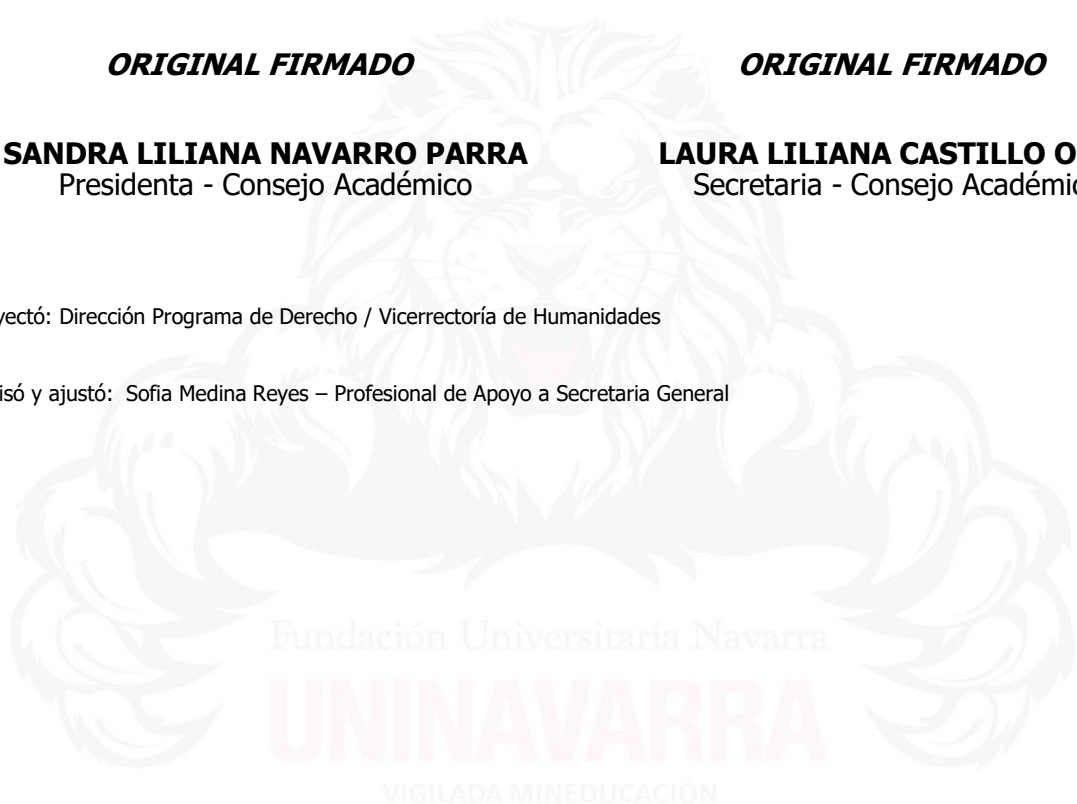 ORIGINAL FIRMADO ORIGINAL FIRMADO
SANDRA LILIANA NAVARRO PARRA LAURA LILIANA CASTILLO O
Presidenta - Consejo Académico Secretaria - Consejo Académic
yectó: Dirección Programa de Derecho / Vicerrectoría de Humanidades
isó y ajustó: Sofia Medina Reyes – Profesional de Apoyo a Secretaria General
Fundación Universitaria Navarra
UNINAVARRA
VIGILADA MINEDUCACIÓN